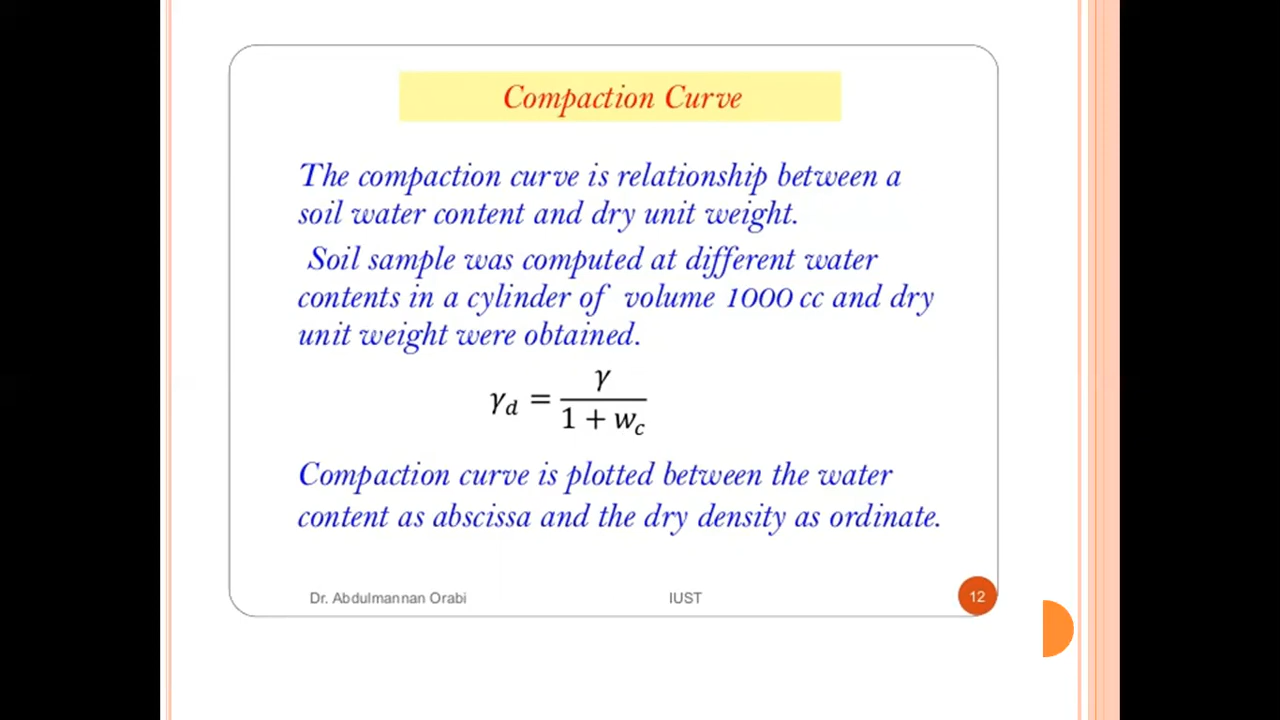 Compaction Curve
The compaction curve is relationship between a
soil water content and dry unit weight.
Soil sample was computed at different water
contents in a cylinder of volume 1000 cc and dry
unit weight were obtained.
γd = γ / (1 + wc)
Compaction curve is plotted between the water
content as abscissa and the dry density as ordinate.
Dr. Abdulmannan Orabi IUST 12